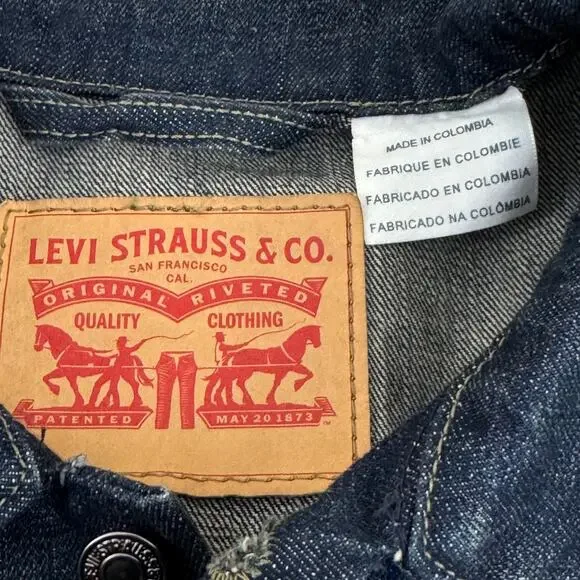 MADE IN COLOMBIA
FABRIQUE EN COLOMBIE
FABRICADO EN COLOMBIA
FABRICADO NA COLÔMBIA
LEVI STRAUSS & CO.
SAN FRANCISCO
CAL.
ORIGINAL RIVETED
QUALITY CLOTHING
PATENTED MAY 20 1873 ™